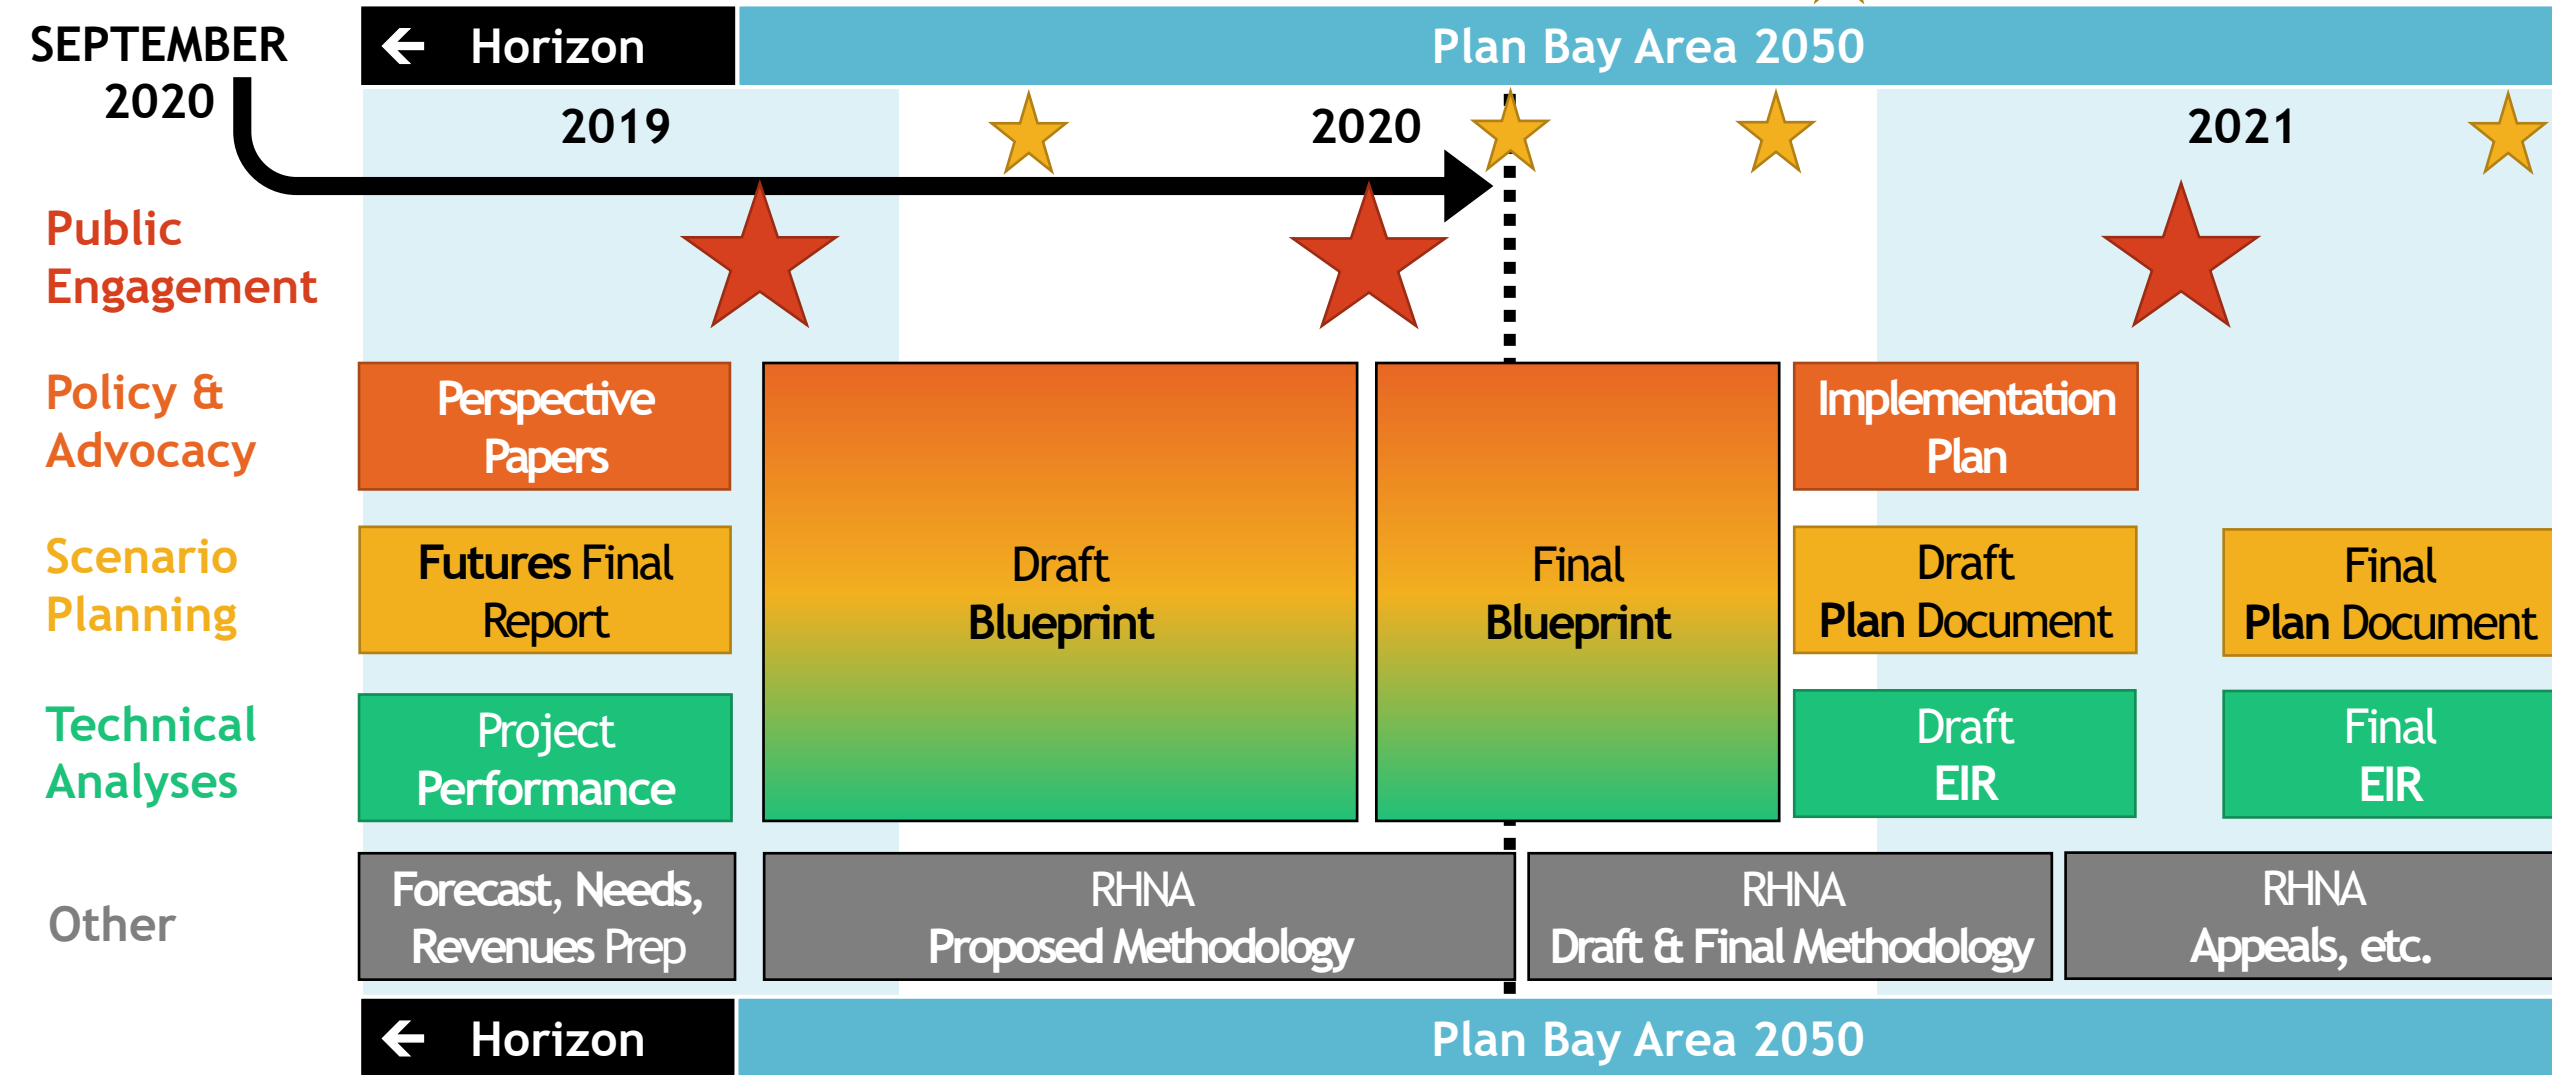 SEPTEMBER
2020
← Horizon
Plan Bay Area 2050
2019
2020
2021
Public
Engagement
Policy &
Advocacy
Perspective
Papers
Implementation
Plan
Scenario
Planning
Futures Final
Report
Draft
Blueprint
Final
Blueprint
Draft
Plan Document
Final
Plan Document
Technical
Analyses
Project
Performance
Draft
EIR
Final
EIR
Other
Forecast, Needs,
Revenues Prep
RHNA
Proposed Methodology
RHNA
Draft & Final Methodology
RHNA
Appeals, etc.
← Horizon
Plan Bay Area 2050